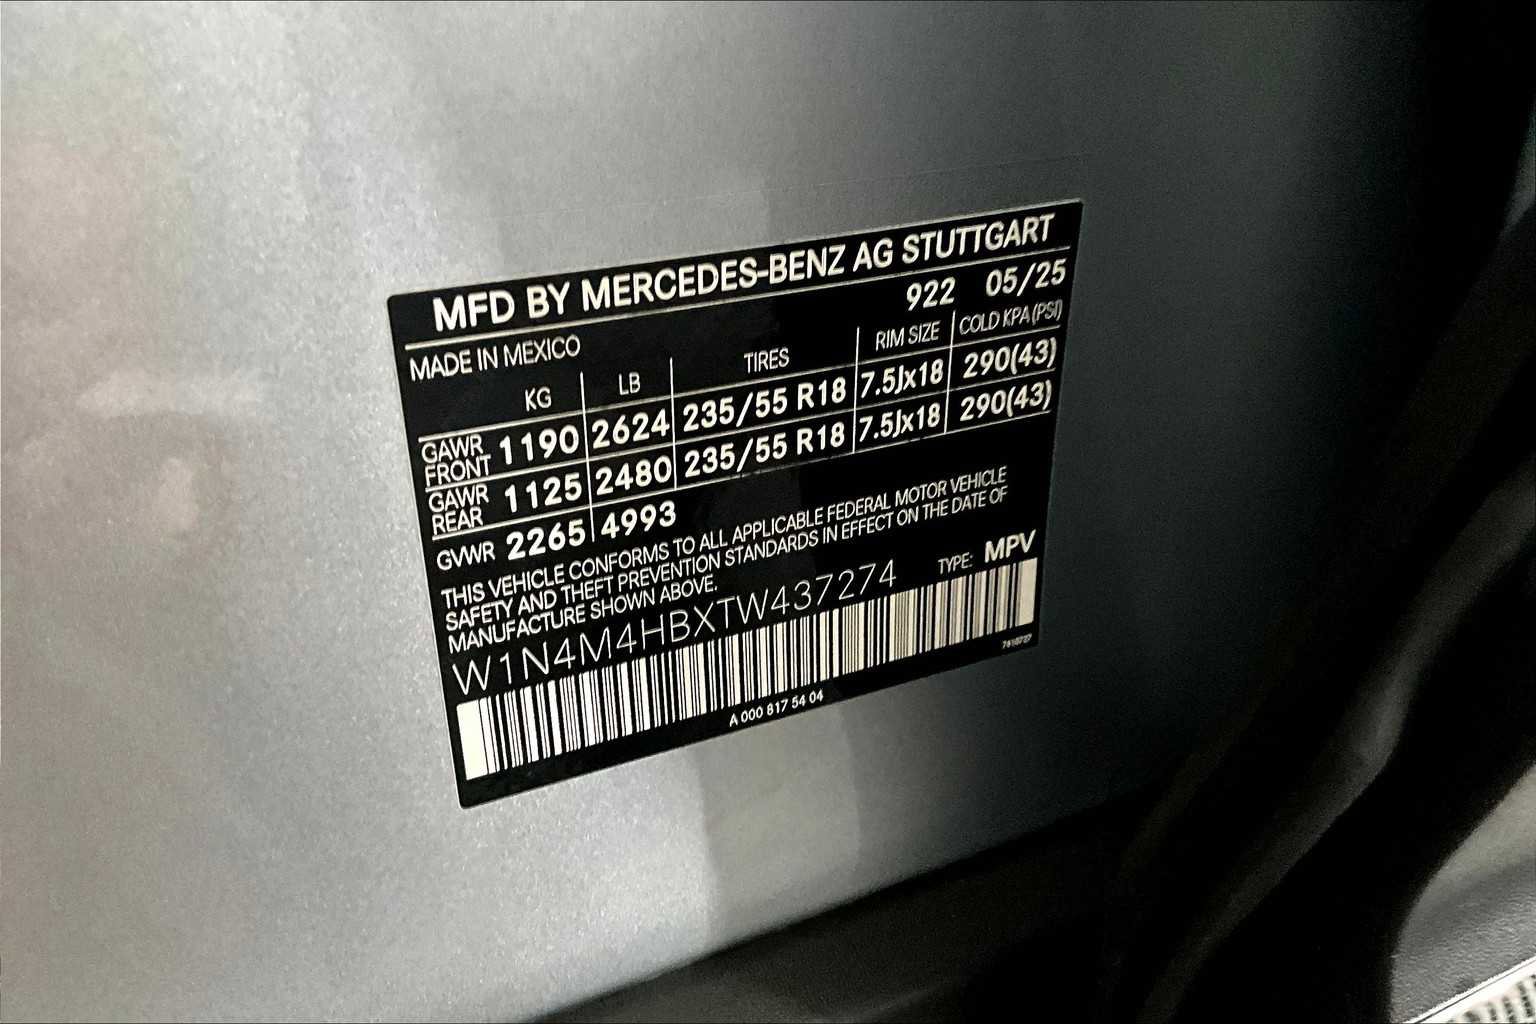 MFD BY MERCEDES-BENZ AG STUTTGART
922 05/25
MADE IN MEXICO
KG LB TIRES RIM SIZE COLD KPA(PSI)
GAWR FRONT 1190 2624 235/55 R18 7.5Jx18 290(43)
GAWR REAR 1125 2480 235/55 R18 7.5Jx18 290(43)
GVWR 2265 4993
THIS VEHICLE CONFORMS TO ALL APPLICABLE FEDERAL MOTOR VEHICLE
SAFETY AND THEFT PREVENTION STANDARDS IN EFFECT ON THE DATE OF
MANUFACTURE SHOWN ABOVE.
TYPE: MPV
W1N4M4HBXTW437274
A 000 817 54 04